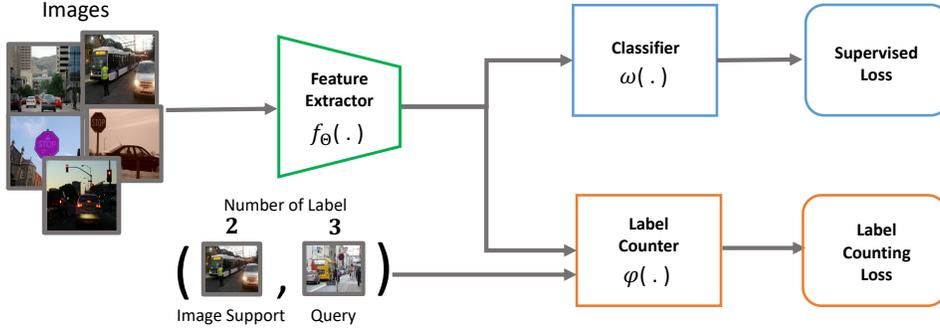 Images
STOP
STOP
Feature
Extractor
f_Θ(.)
Classifier
ω(.)
Supervised
Loss
Number of Label
2 3
( , )
Image Support Query
Label
Counter
φ(.)
Label
Counting
Loss